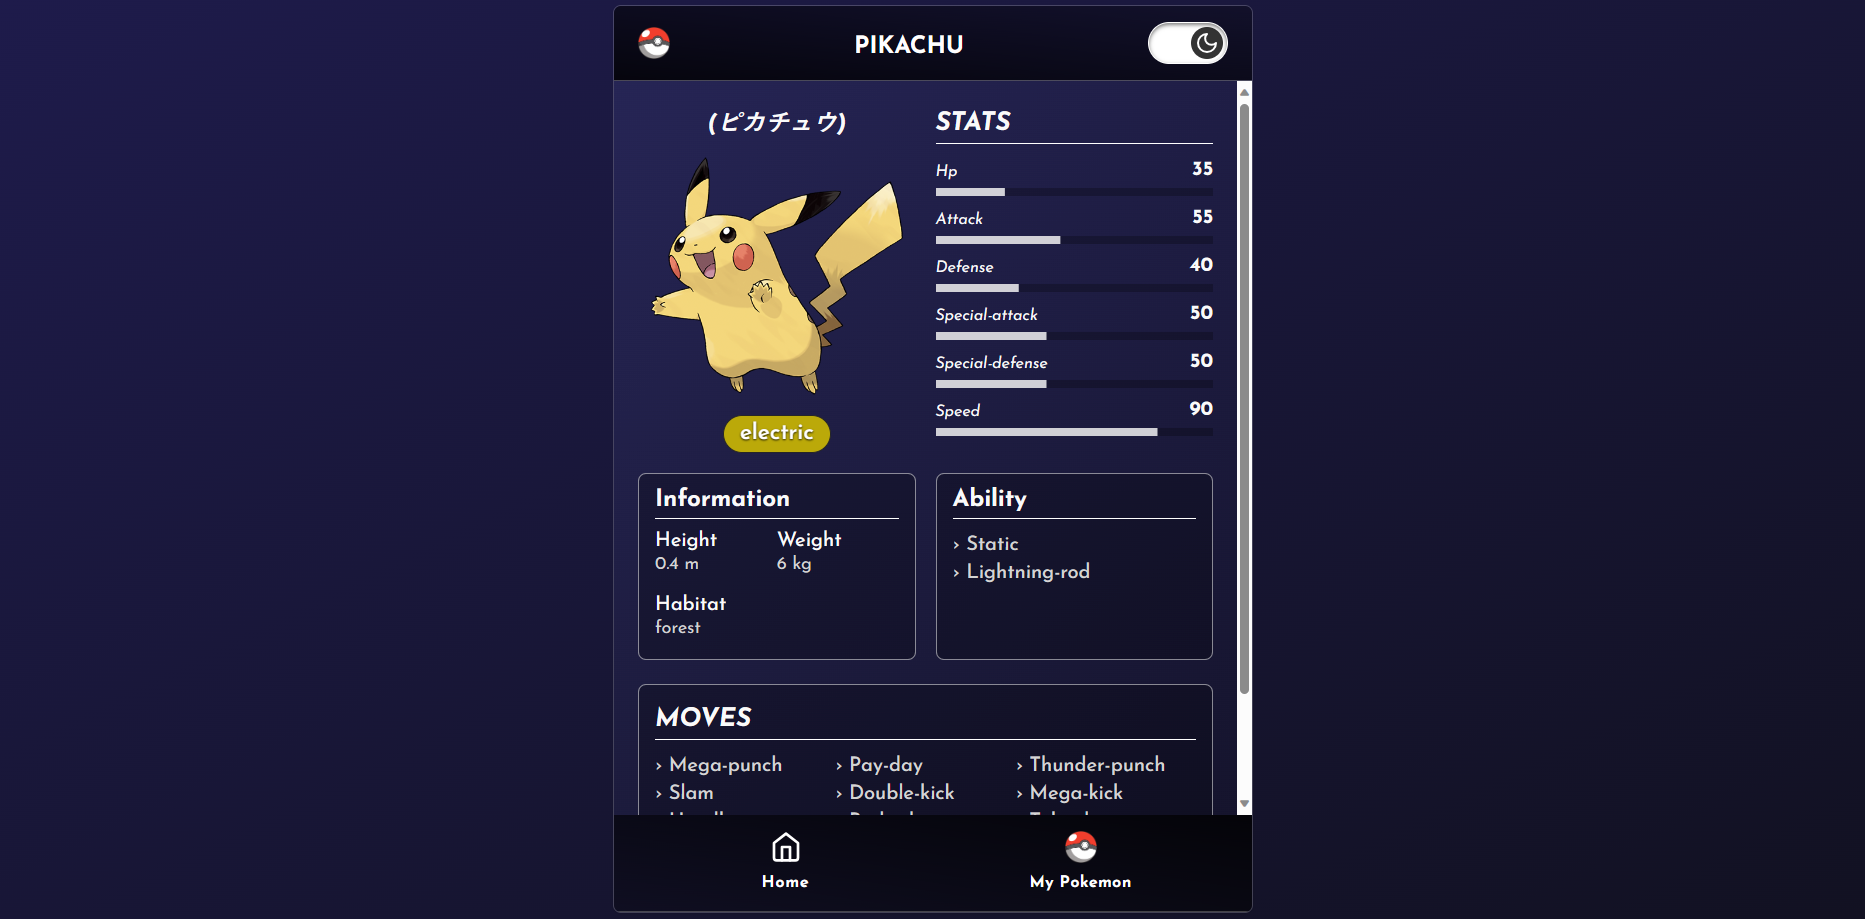 PIKACHU
(ピカチュウ)
electric
STATS
Hp 35
Attack 55
Defense 40
Special-attack 50
Special-defense 50
Speed 90
Information
Height Weight
0.4 m 6 kg
Habitat
forest
Ability
› Static
› Lightning-rod
MOVES
› Mega-punch › Pay-day › Thunder-punch
› Slam › Double-kick › Mega-kick
Home My Pokemon